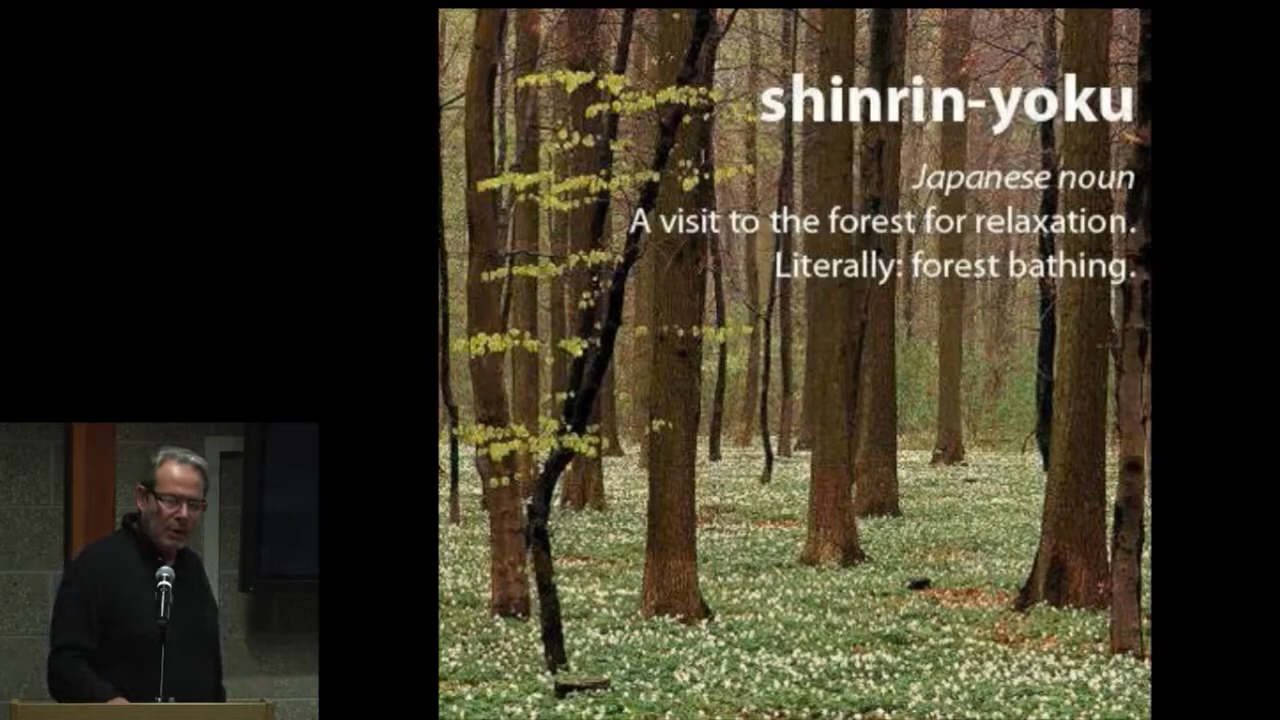 shinrin-yoku
Japanese noun
A visit to the forest for relaxation.
Literally: forest bathing.